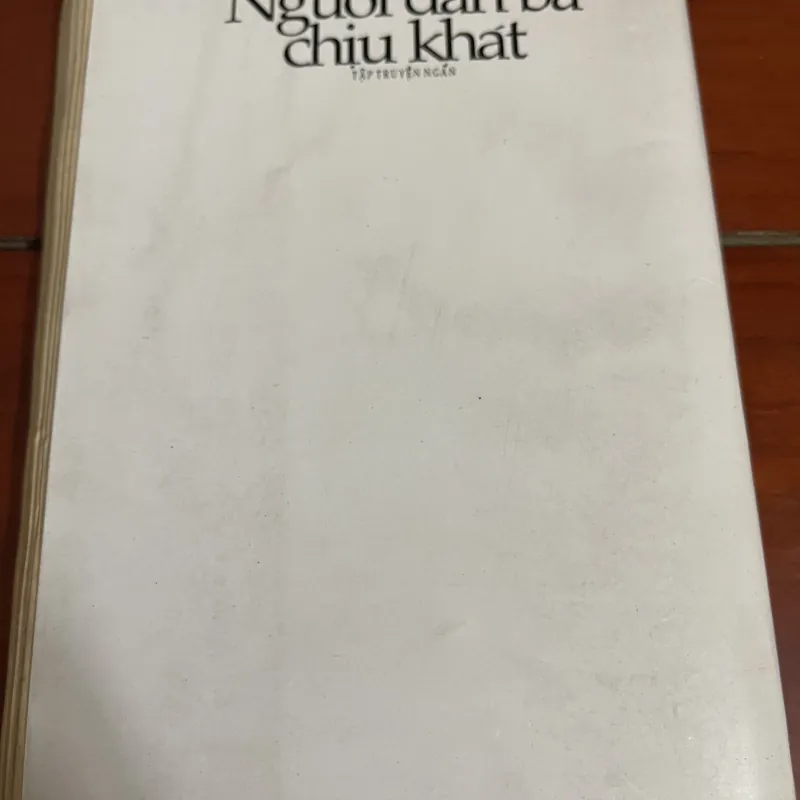 Người đàn bà
chịu khát
TẬP TRUYỆN NGẮN